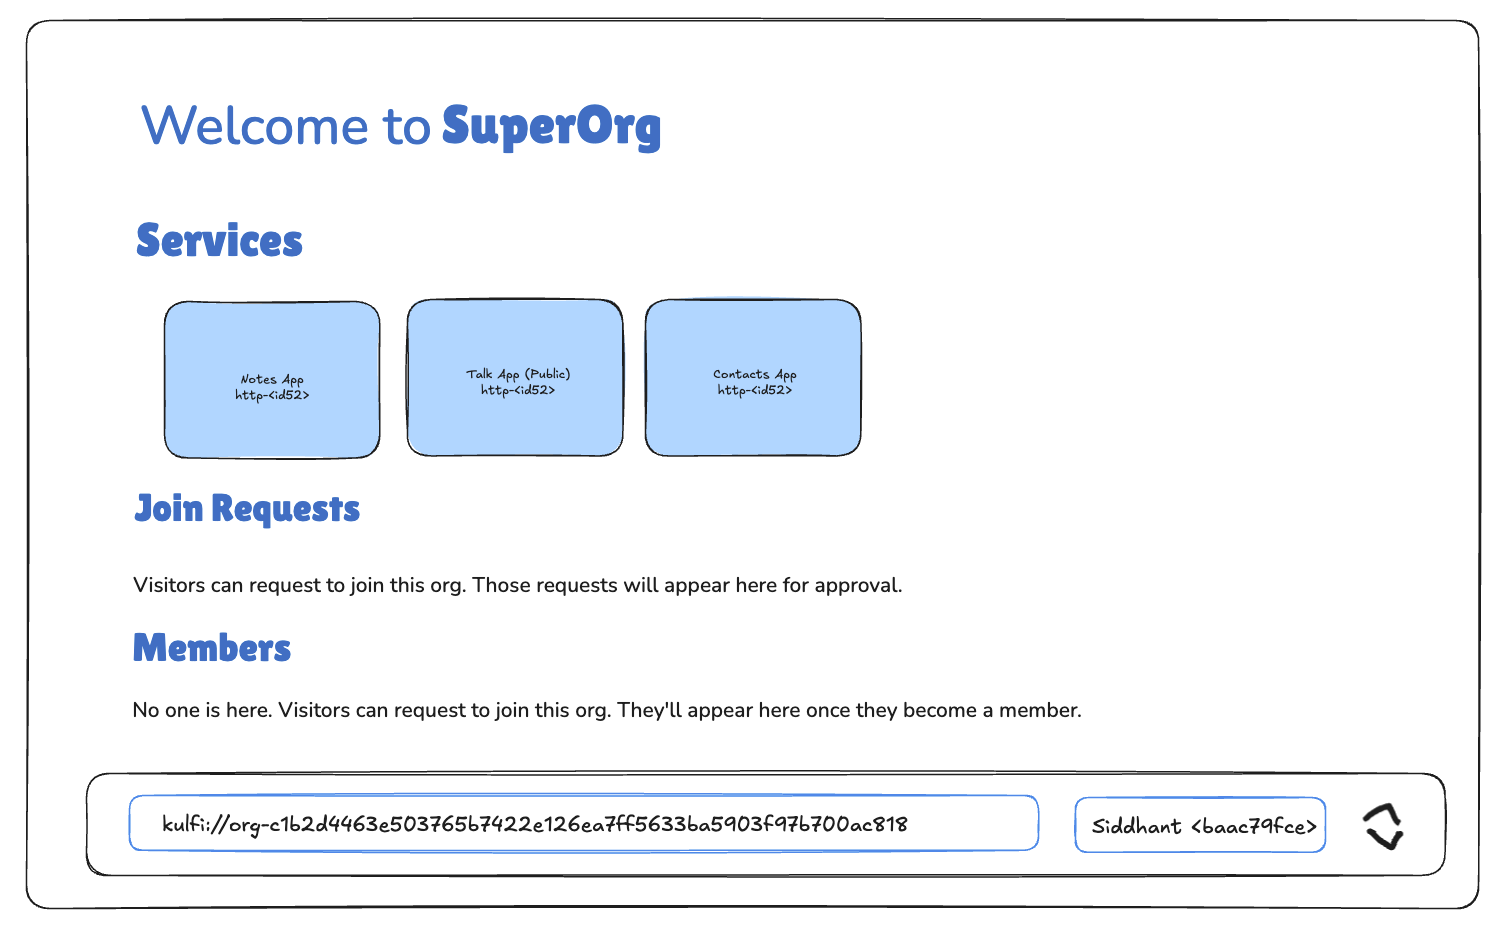 Welcome to SuperOrg
Services
Notes App
http-<id52>
Talk App (Public)
http-<id52>
Contacts App
http-<id52>
Join Requests
Visitors can request to join this org. Those requests will appear here for approval.
Members
No one is here. Visitors can request to join this org. They'll appear here once they become a member.
kulfi://org-c1b2d4463e503765b7422e126ea7ff5633ba5903f97b700ac818
Siddhant <baac79fce>